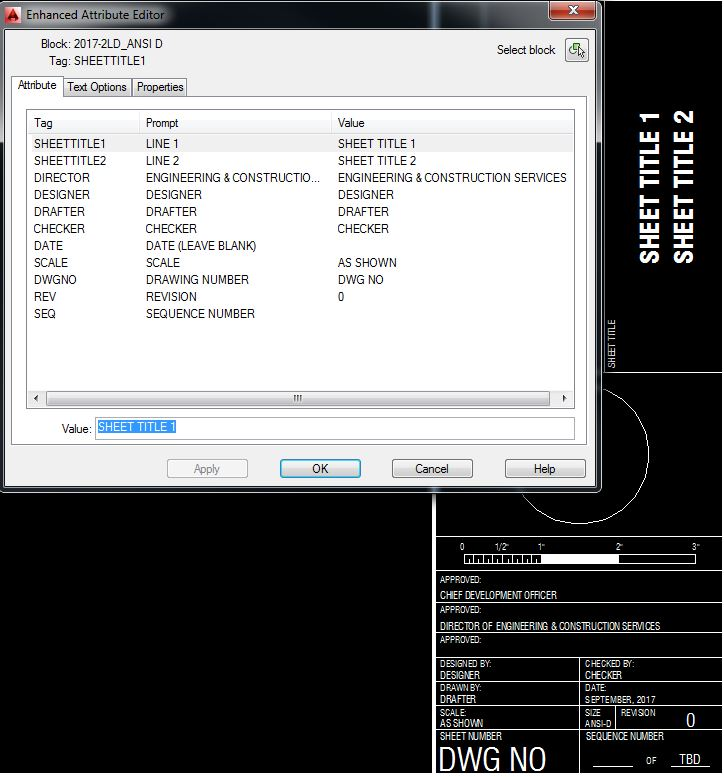 Enhanced Attribute Editor
Block: 2017-2LD_ANSI D
Tag: SHEETTITLE1
Select block
Attribute Text Options Properties
Tag Prompt Value
SHEETTITLE1 LINE 1 SHEET TITLE 1
SHEETTITLE2 LINE 2 SHEET TITLE 2
DIRECTOR ENGINEERING & CONSTRUCTIO... ENGINEERING & CONSTRUCTION SERVICES
DESIGNER DESIGNER DESIGNER
DRAFTER DRAFTER DRAFTER
CHECKER CHECKER CHECKER
DATE DATE (LEAVE BLANK)
SCALE SCALE AS SHOWN
DWGNO DRAWING NUMBER DWG NO
REV REVISION 0
SEQ SEQUENCE NUMBER
Value: SHEET TITLE 1
Apply OK Cancel Help
SHEET TITLE 1
SHEET TITLE 2
SHEET TITLE
0 1/2" 1" 2" 3"
APPROVED:
CHIEF DEVELOPMENT OFFICER
APPROVED:
DIRECTOR OF ENGINEERING & CONSTRUCTION SERVICES
APPROVED:
DESIGNED BY: CHECKED BY:
DESIGNER CHECKER
DRAWN BY: DATE:
DRAFTER SEPTEMBER, 2017
SCALE: SIZE REVISION
AS SHOWN ANSI-D 0
SHEET NUMBER SEQUENCE NUMBER
DWG NO OF TBD